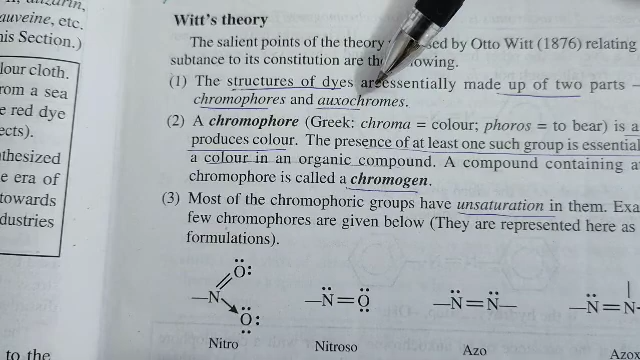 alizarin,
auveine, etc.
his Section.)
lour cloth.
rom a sea
e red dye
ects).
thesized
e era of
towards
dustries
to the
Witt's theory
The salient points of the theory sed by Otto Witt (1876) relating
subtance to its constitution are the owing.
(1) The structures of dyes are essentially made up of two parts –
chromophores and auxochromes.
(2) A chromophore (Greek: chroma = colour; phoros = to bear) is a
produces colour. The presence of at least one such group is essential
a colour in an organic compound. A compound containing a
chromophore is called a chromogen.
(3) Most of the chromophoric groups have unsaturation in them. Exa
few chromophores are given below (They are represented here as
formulations).
–N=O
–N=N–
–N=N–
O:
–N
O:
Nitro Nitroso Azo Azox